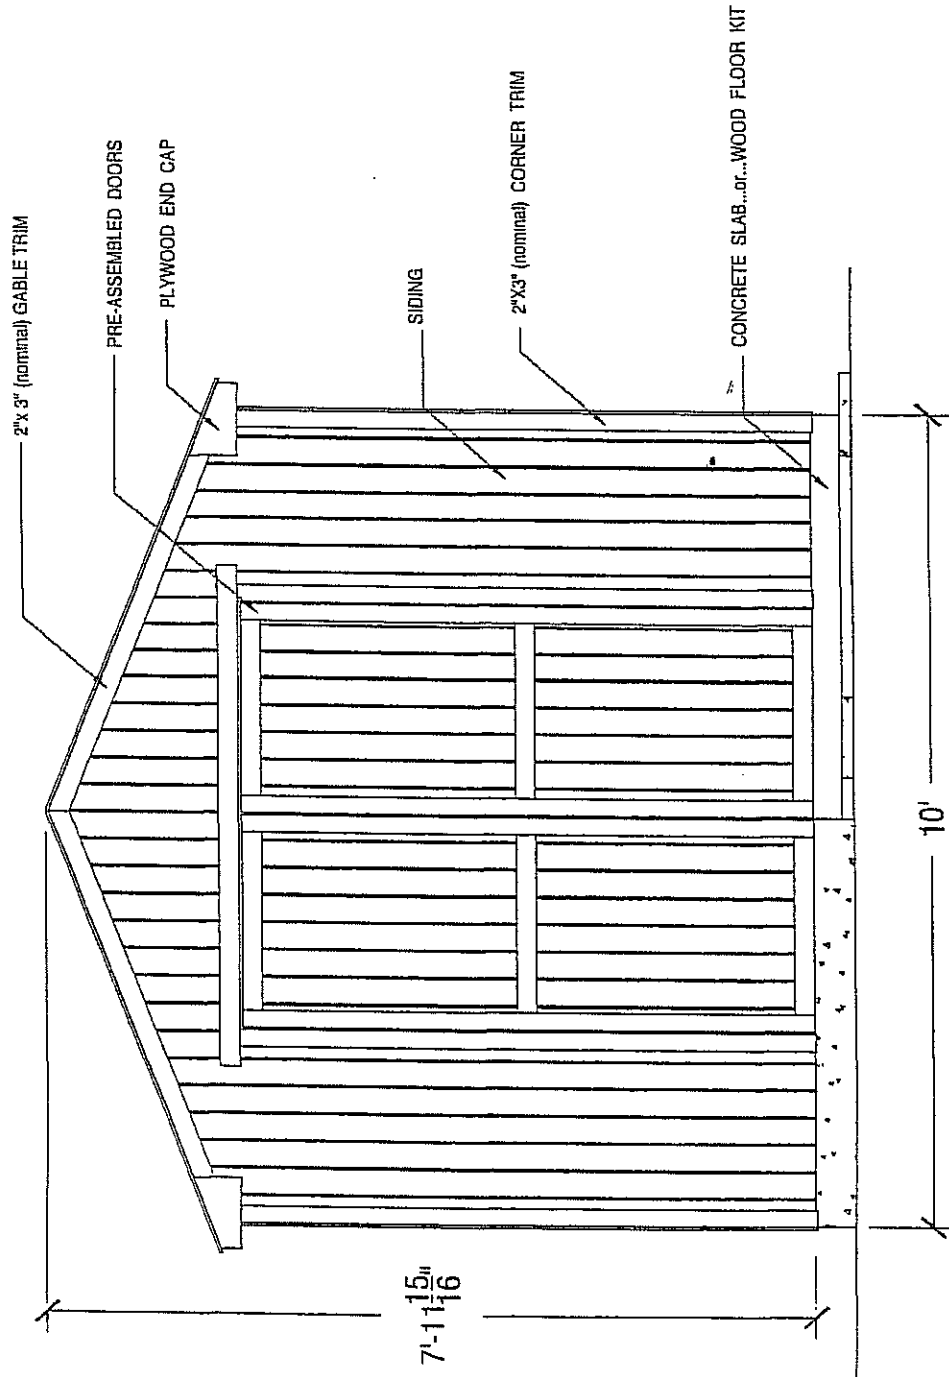 2"x 3" (nominal) GABLE TRIM
PRE-ASSEMBLED DOORS
PLYWOOD END CAP
SIDING
2"X3" (nominal) CORNER TRIM
CONCRETE SLAB...or...WOOD FLOOR KIT
7'-11 15/16"
10'